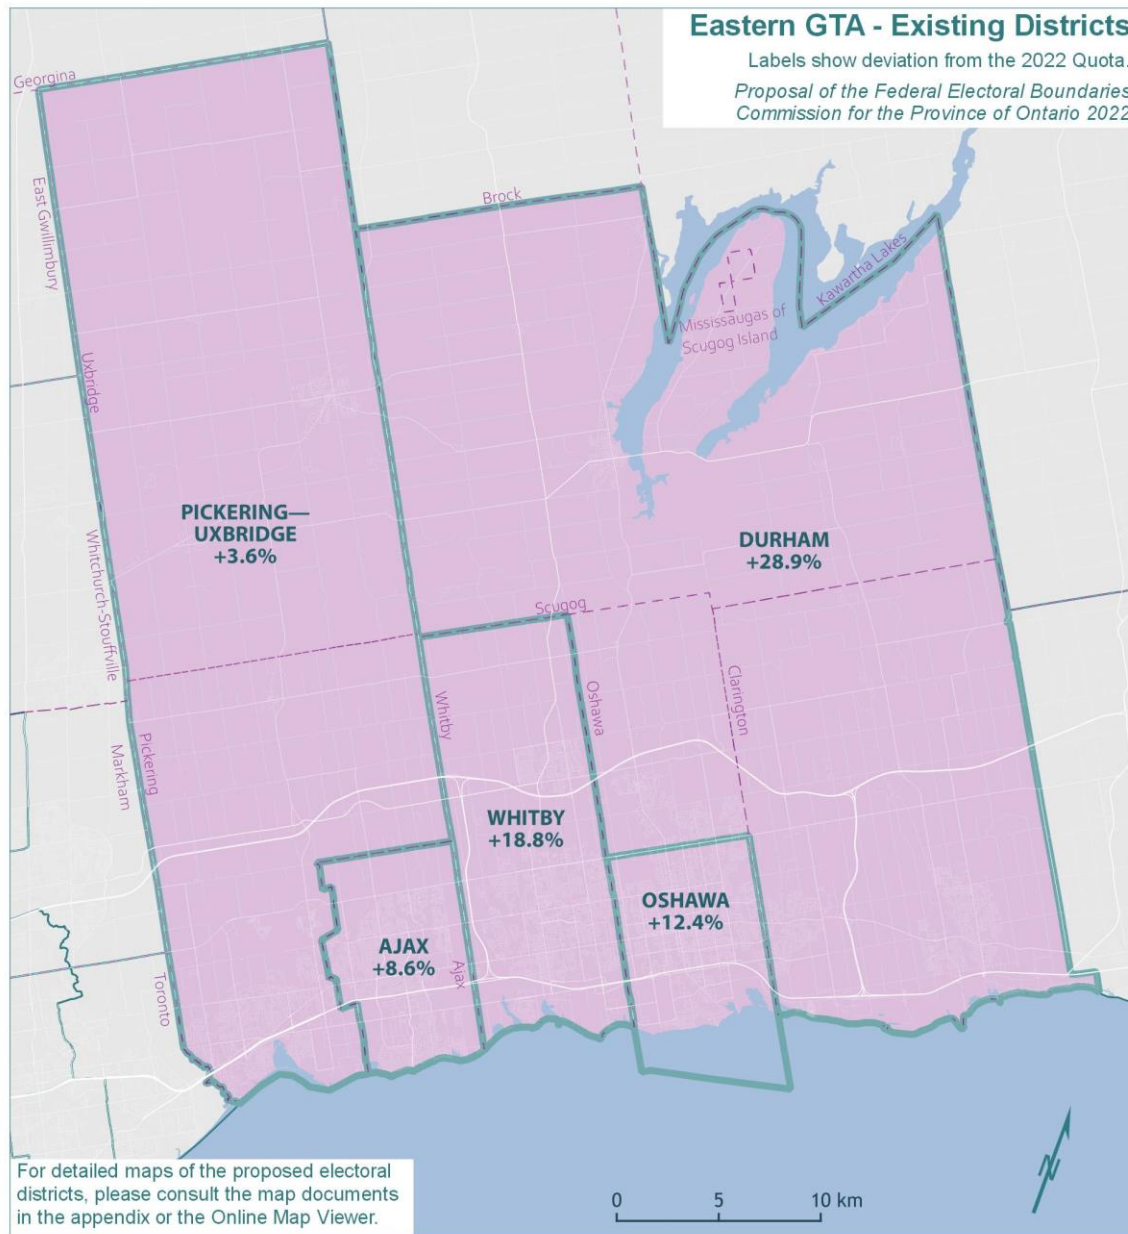 Eastern GTA - Existing Districts
Labels show deviation from the 2022 Quota.
Proposal of the Federal Electoral Boundaries
Commission for the Province of Ontario 2022
Georgina
East Gwillimbury
Brock
Kawartha Lakes
Mississaugas of
Scugog Island
Uxbridge
PICKERING—
UXBRIDGE
+3.6%
DURHAM
+28.9%
Whitchurch-Stouffville
Scugog
Whitby
Oshawa
Clarington
Pickering
Markham
WHITBY
+18.8%
OSHAWA
+12.4%
AJAX
+8.6%
Ajax
Toronto
For detailed maps of the proposed electoral
districts, please consult the map documents
in the appendix or the Online Map Viewer.
0 5 10 km
N